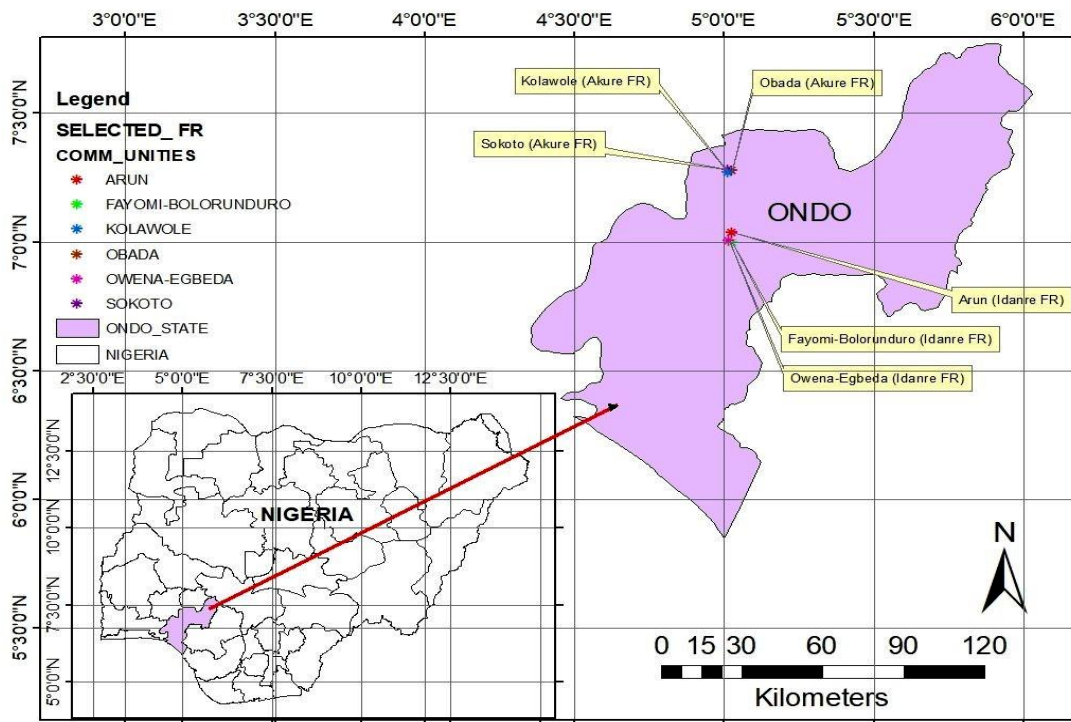 3°0'0"E 3°30'0"E 4°0'0"E 4°30'0"E 5°0'0"E 5°30'0"E 6°0'0"E
7°30'0"N
7°0'0"N
6°30'0"N
6°0'0"N
5°30'0"N
Legend
SELECTED_ FR
COMM_UNITIES
ARUN
FAYOMI-BOLORUNDURO
KOLAWOLE
OBADA
OWENA-EGBEDA
SOKOTO
ONDO_STATE
NIGERIA
Kolawole (Akure FR)
Obada (Akure FR)
Sokoto (Akure FR)
ONDO
Arun (Idanre FR)
Fayomi-Bolorunduro (Idanre FR)
Owena-Egbeda (Idanre FR)
2°30'0"E 5°0'0"E 7°30'0"E 10°0'0"E 12°30'0"E
12°30'0"N
10°0'0"N
7°30'0"N
5°0'0"N
NIGERIA
N
0 15 30 60 90 120
Kilometers